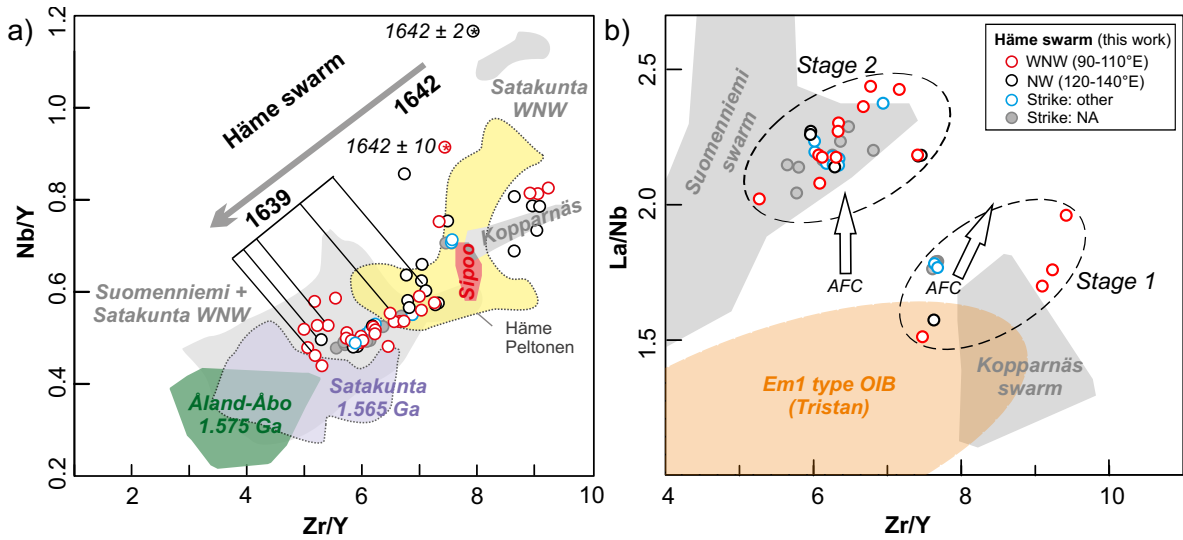 a)
1642 ± 2
Häme swarm
1642
Satakunta
WNW
1642 ± 10
1639
Kopparnäs
Sipoo
Suomenniemi +
Satakunta WNW
Häme
Peltonen
Satakunta
1.565 Ga
Åland-Åbo
1.575 Ga
Nb/Y
1.2
1.0
0.8
0.6
0.4
0.2
2
4
6
8
10
Zr/Y
b)
Häme swarm (this work)
WNW (90-110°E)
NW (120-140°E)
Strike: other
Strike: NA
Stage 2
Suomenniemi
swarm
AFC
AFC
Stage 1
Kopparnäs
swarm
Em1 type OIB
(Tristan)
La/Nb
2.5
2.0
1.5
4
6
8
10
Zr/Y